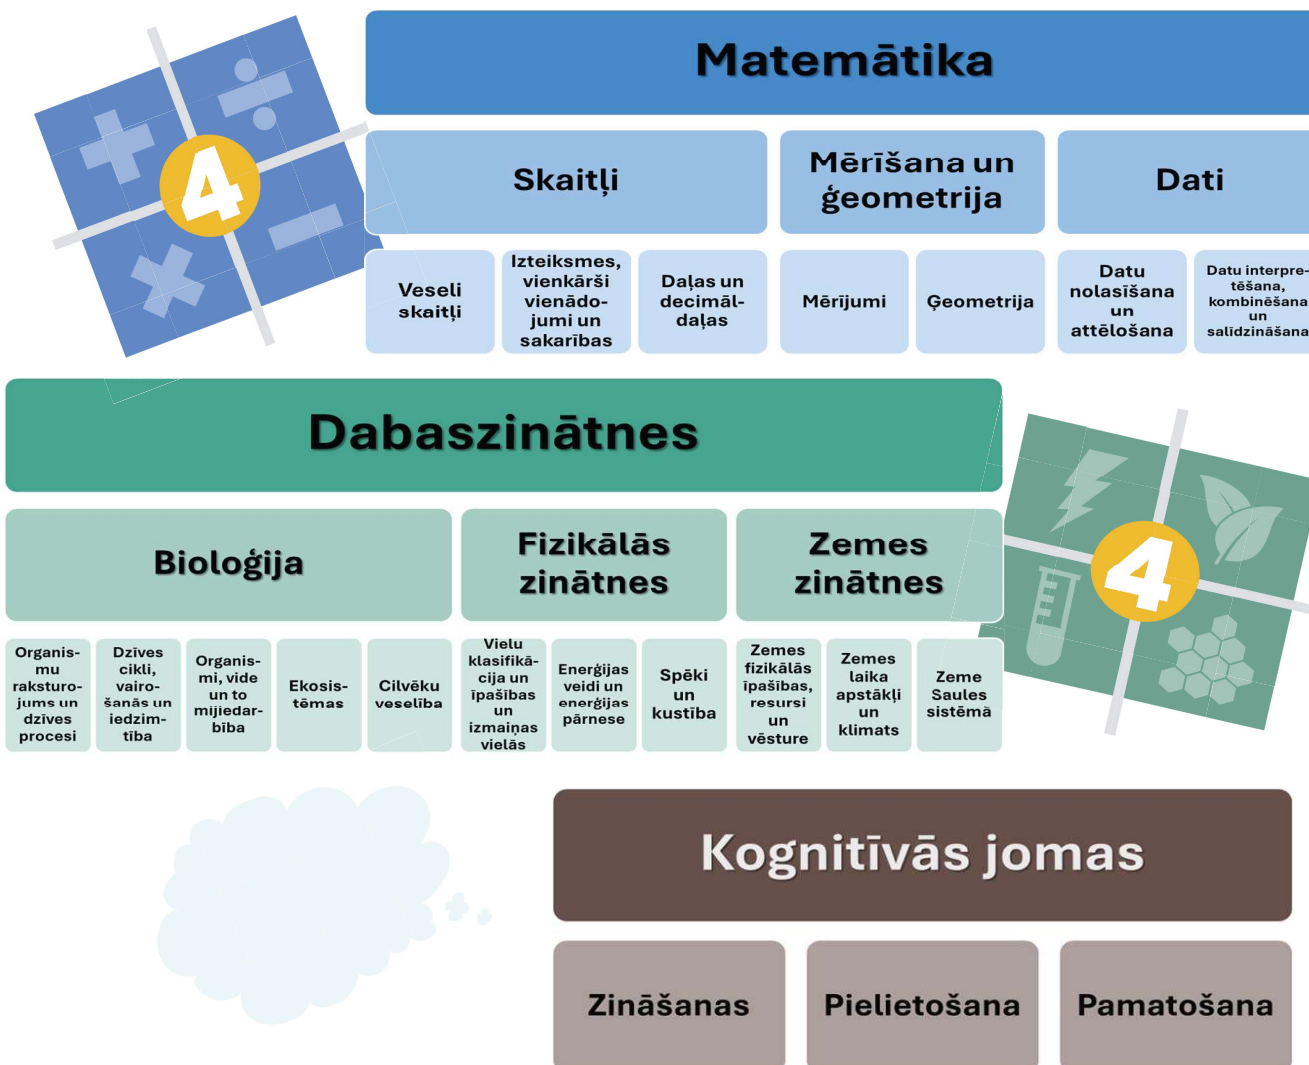 Matemātika
4
Skaitļi
Mērīšana un
ģeometrija
Dati
Veseli
skaitļi
Izteiksmes,
vienkārši
vienādo-
jumi un
sakarības
Daļas un
decimāl-
daļas
Mērījumi
Ģeometrija
Datu
nolasīšana
un
attēlošana
Datu interpre-
tēšana,
kombinēšana
un
salīdzināšana
Dabaszinātnes
4
Bioloģija
Fizikālās
zinātnes
Zemes
zinātnes
Organis-
mu
raksturo-
jums un
dzīves
procesi
Dzīves
cikli,
vairo-
šanās un
iedzim-
tība
Organis-
mi, vide
un to
mijiedar-
bība
Ekosis-
tēmas
Cilvēku
veselība
Vielu
klasifikā-
cija un
īpašības
un
izmaiņas
vielās
Enerģijas
veidi un
enerģijas
pārnese
Spēki
un
kustība
Zemes
fizikālās
īpašības,
resursi
un
vēsture
Zemes
laika
apstākļi
un
klimats
Zeme
Saules
sistēmā
Kognitīvās jomas
Zināšanas
Pielietošana
Pamatošana